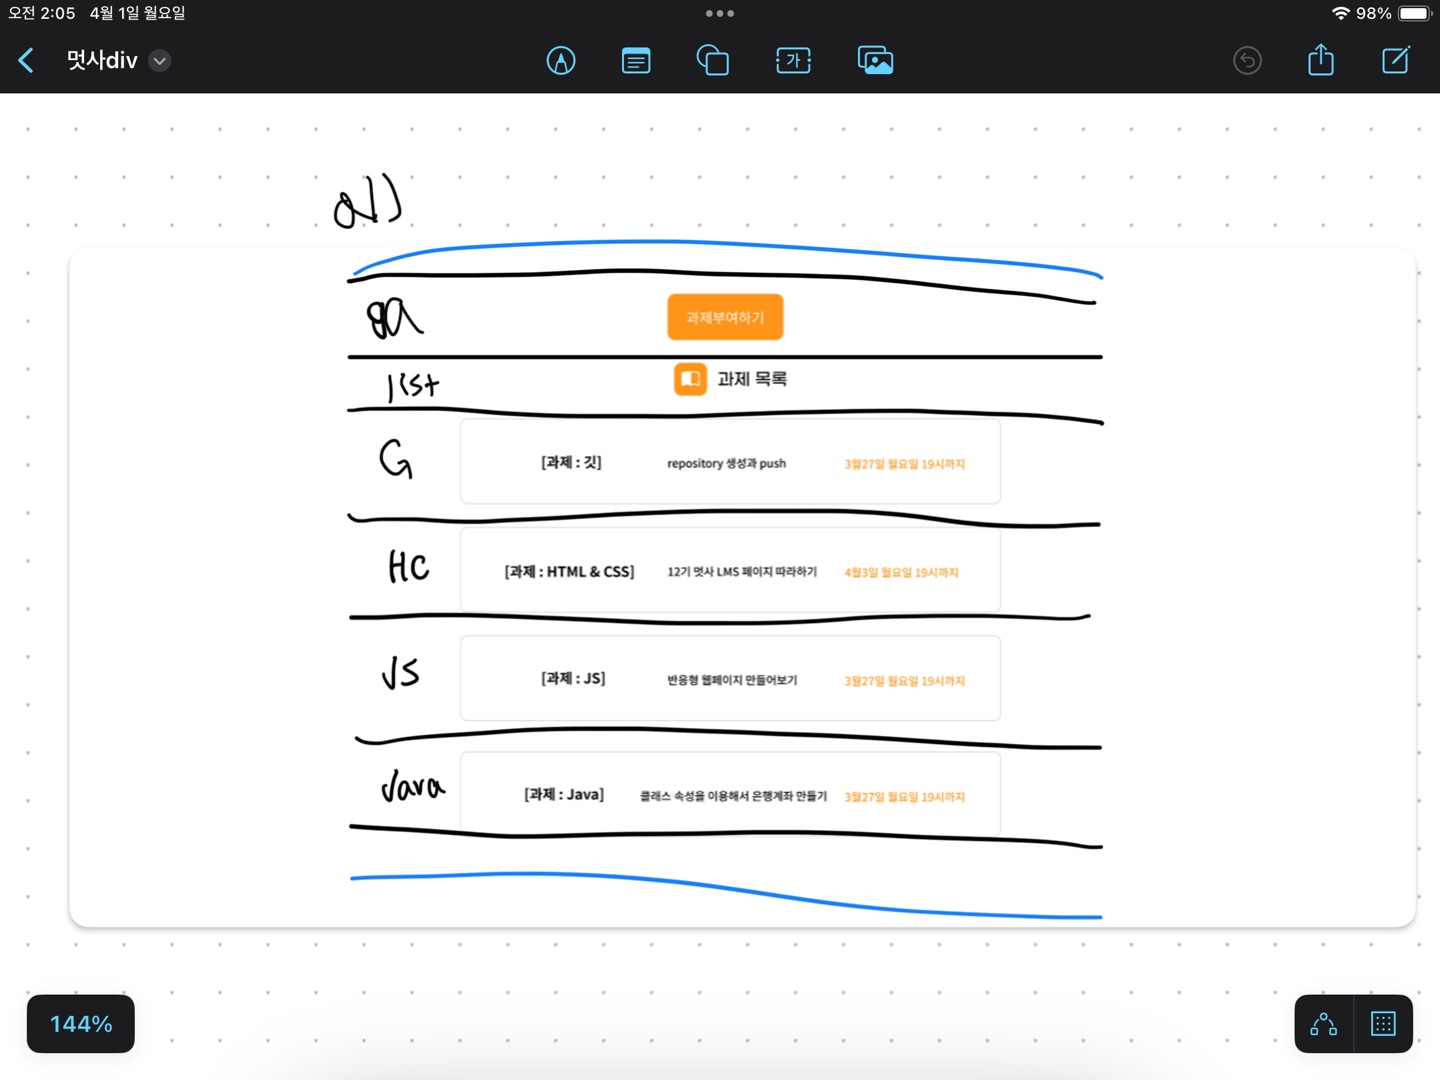 오전 2:05 4월 1일 월요일
98%
멋사div
가
all
ga
과제부여하기
list
과제 목록
G
[과제 : 깃] repository 생성과 push 3월27일 월요일 19시까지
HC
[과제 : HTML & CSS] 12기 멋사 LMS 페이지 따라하기 4월3일 월요일 19시까지
JS
[과제 : JS] 반응형 웹페이지 만들어보기 3월27일 월요일 19시까지
Java
[과제 : Java] 클래스 속성을 이용해서 은행계좌 만들기 3월27일 월요일 19시까지
144%